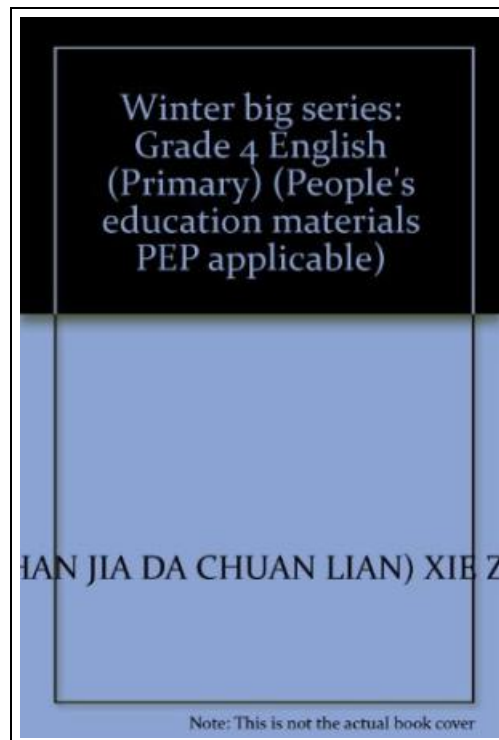 Winter big series:
Grade 4 English
(Primary) (People's
education materials
PEP applicable)
HAN JIA DA CHUAN LIAN) XIE Z
Note: This is not the actual book cover